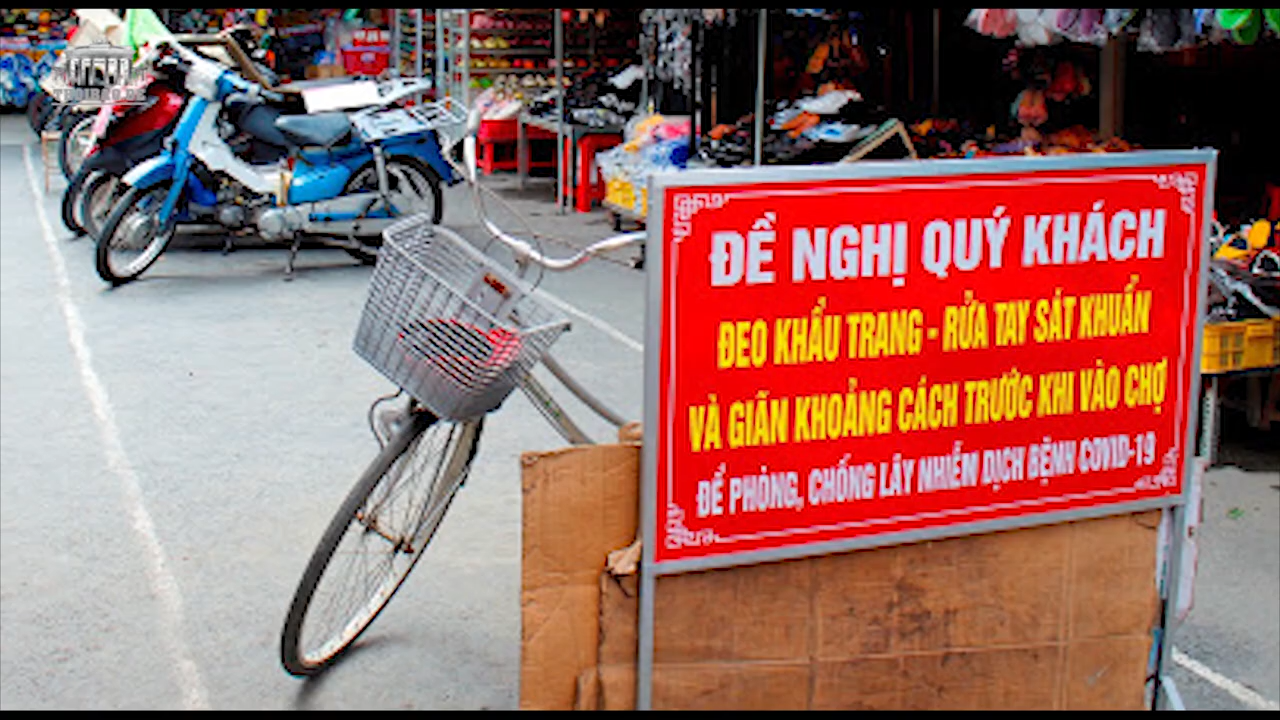 ĐỀ NGHỊ QUÝ KHÁCH
ĐEO KHẨU TRANG - RỬA TAY SÁT KHUẨN
VÀ GIÃN KHOẢNG CÁCH TRƯỚC KHI VÀO CHỢ
ĐỂ PHÒNG, CHỐNG LÂY NHIỄM DỊCH BỆNH COVID-19